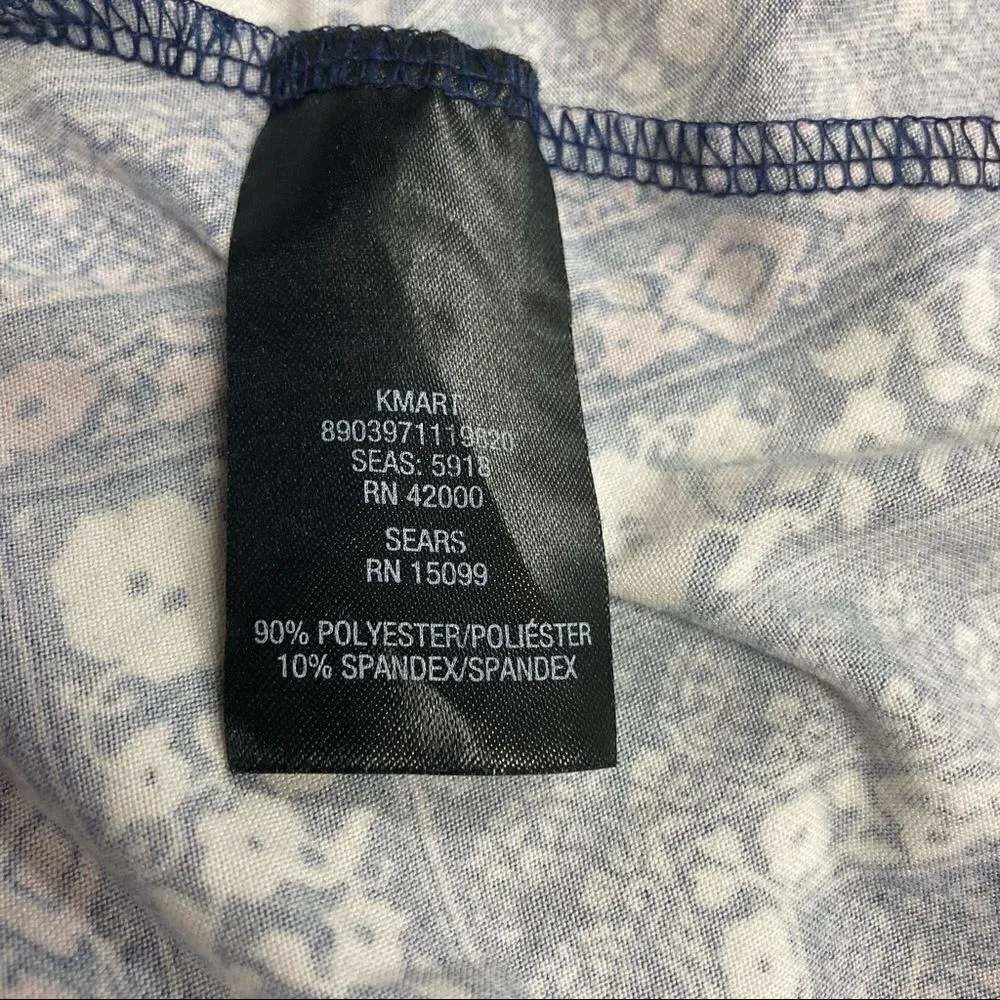 KMART
8903971119820
SEAS: 5918
RN 42000
SEARS
RN 15099
90% POLYESTER/POLIÉSTER
10% SPANDEX/SPANDEX